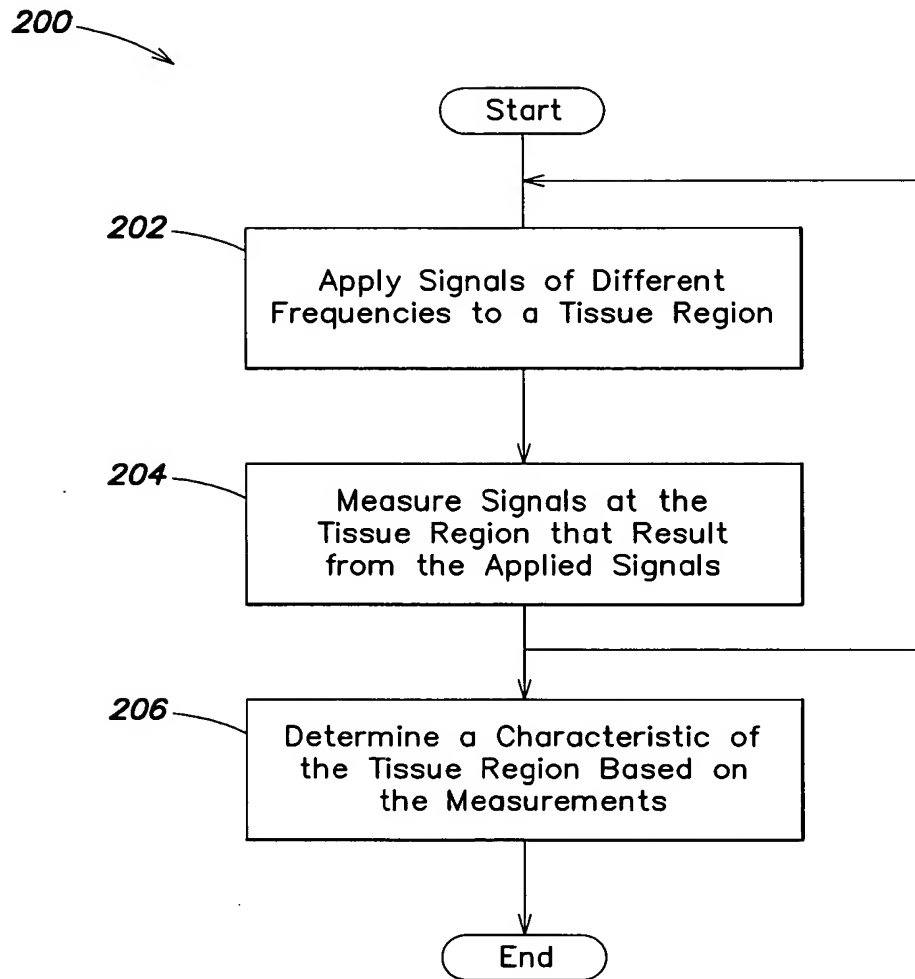 200
Start
202
Apply Signals of Different
Frequencies to a Tissue Region
204
Measure Signals at the
Tissue Region that Result
from the Applied Signals
206
Determine a Characteristic of
the Tissue Region Based on
the Measurements
End